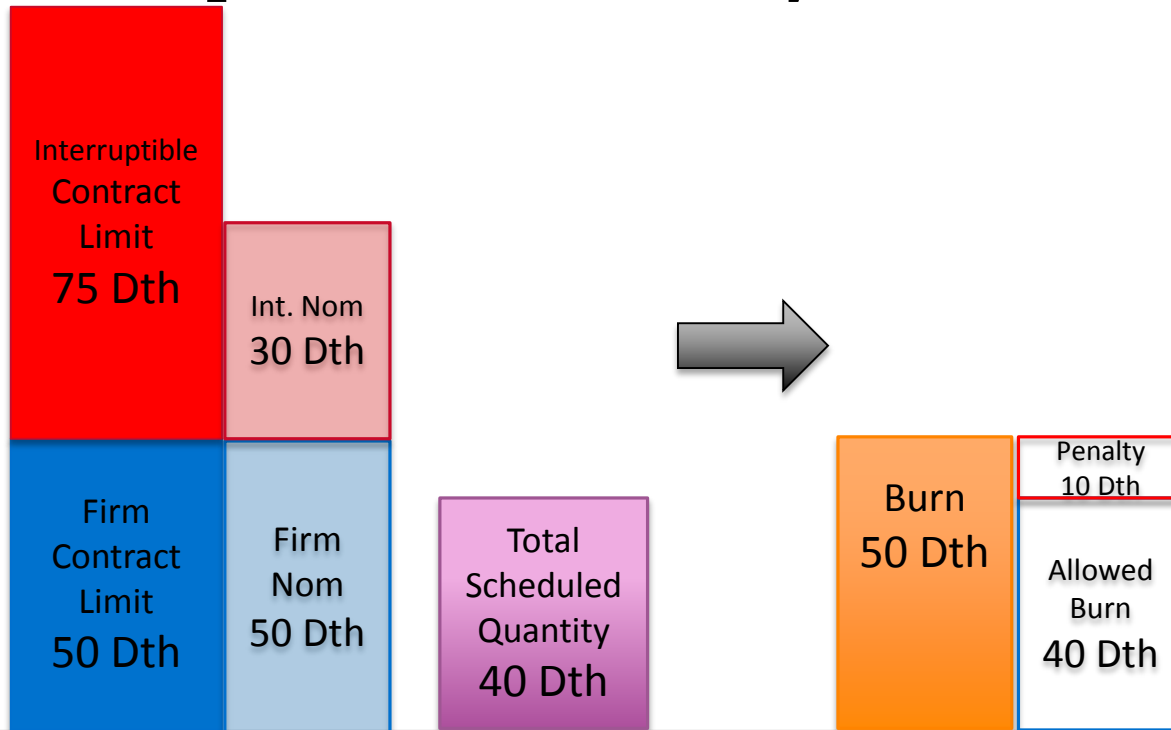 Interruptible
Contract
Limit
75 Dth
Int. Nom
30 Dth
Firm
Contract
Limit
50 Dth
Firm
Nom
50 Dth
Total
Scheduled
Quantity
40 Dth
Burn
50 Dth
Penalty
10 Dth
Allowed
Burn
40 Dth